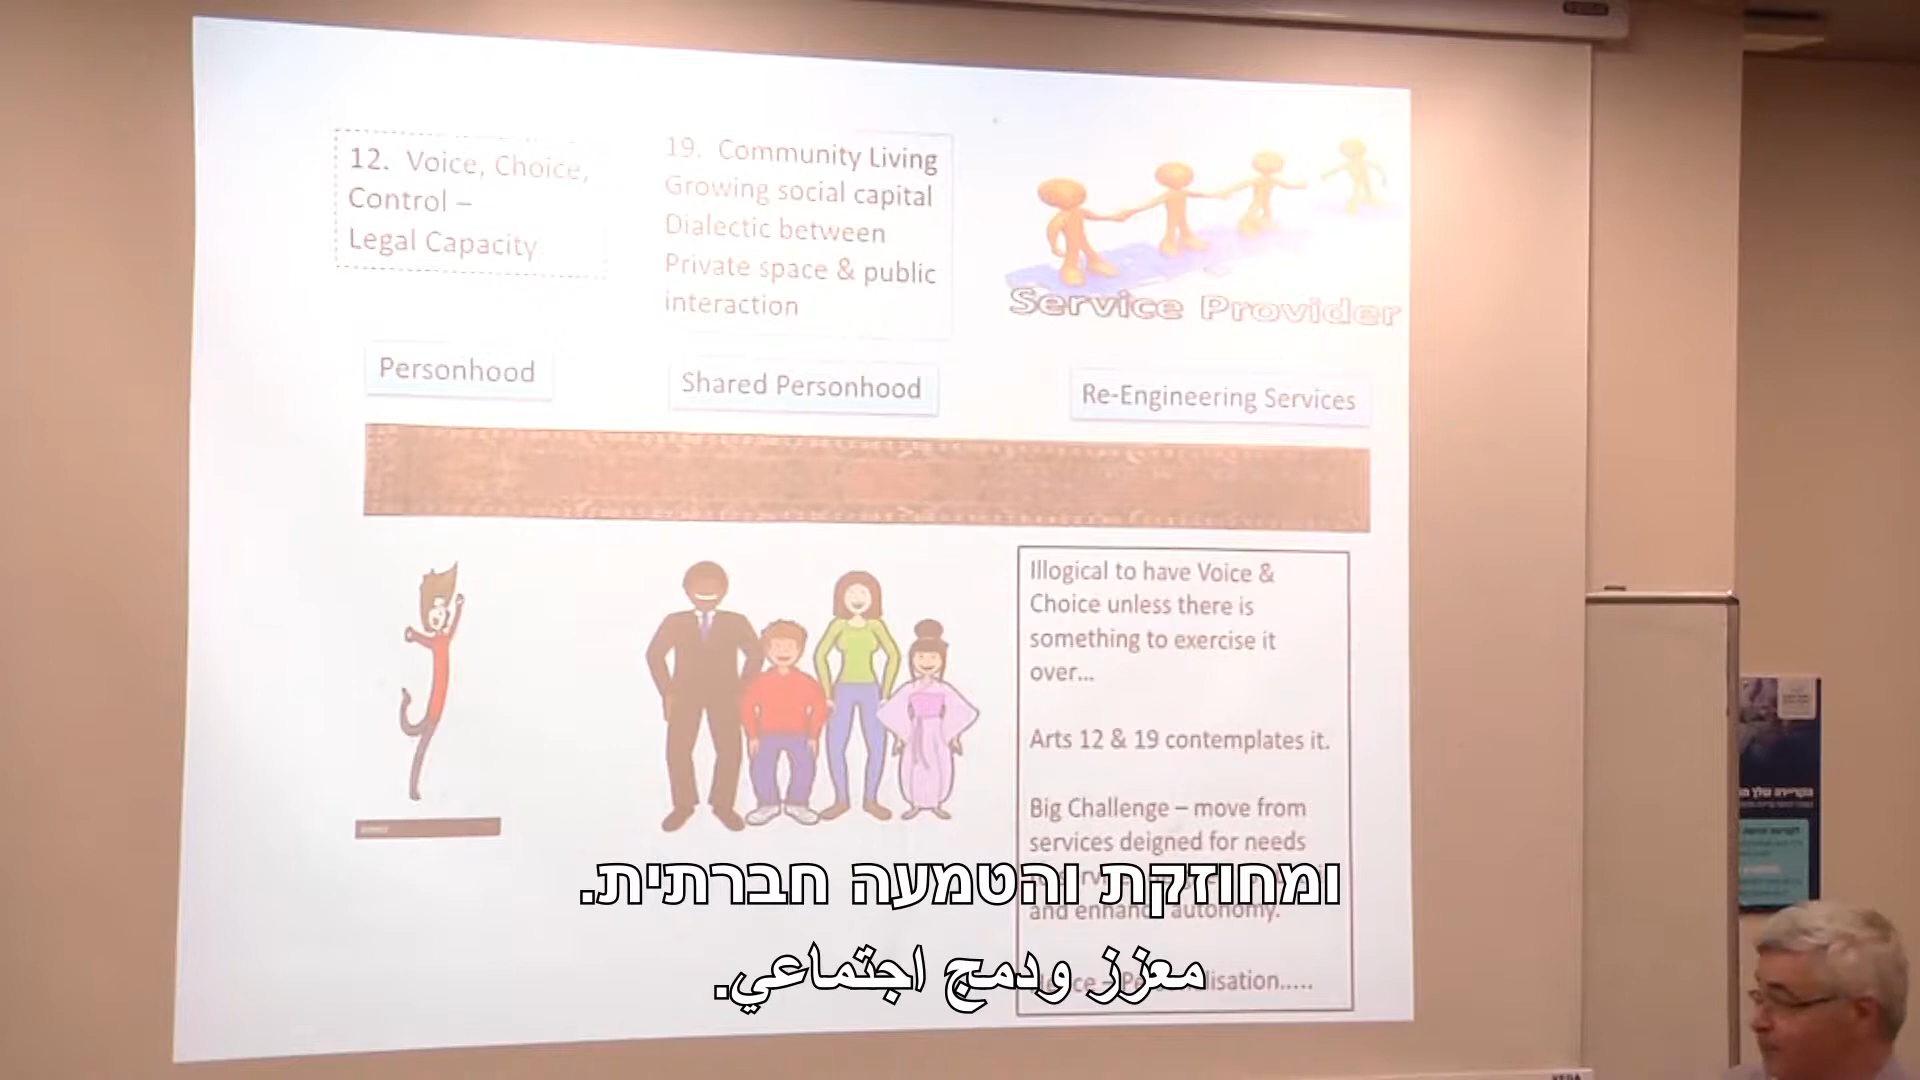 12. Voice, Choice,
Control –
Legal Capacity
19. Community Living
Growing social capital
Dialectic between
Private space & public
interaction
Service Provider
Personhood
Shared Personhood
Re-Engineering Services
Illogical to have Voice &
Choice unless there is
something to exercise it
over...
Arts 12 & 19 contemplates it.
Big Challenge – move from
services deigned for needs
and enhance autonomy.
ומחוזקת והטמעה חברתית.
معزز ودمج اجتماعي.